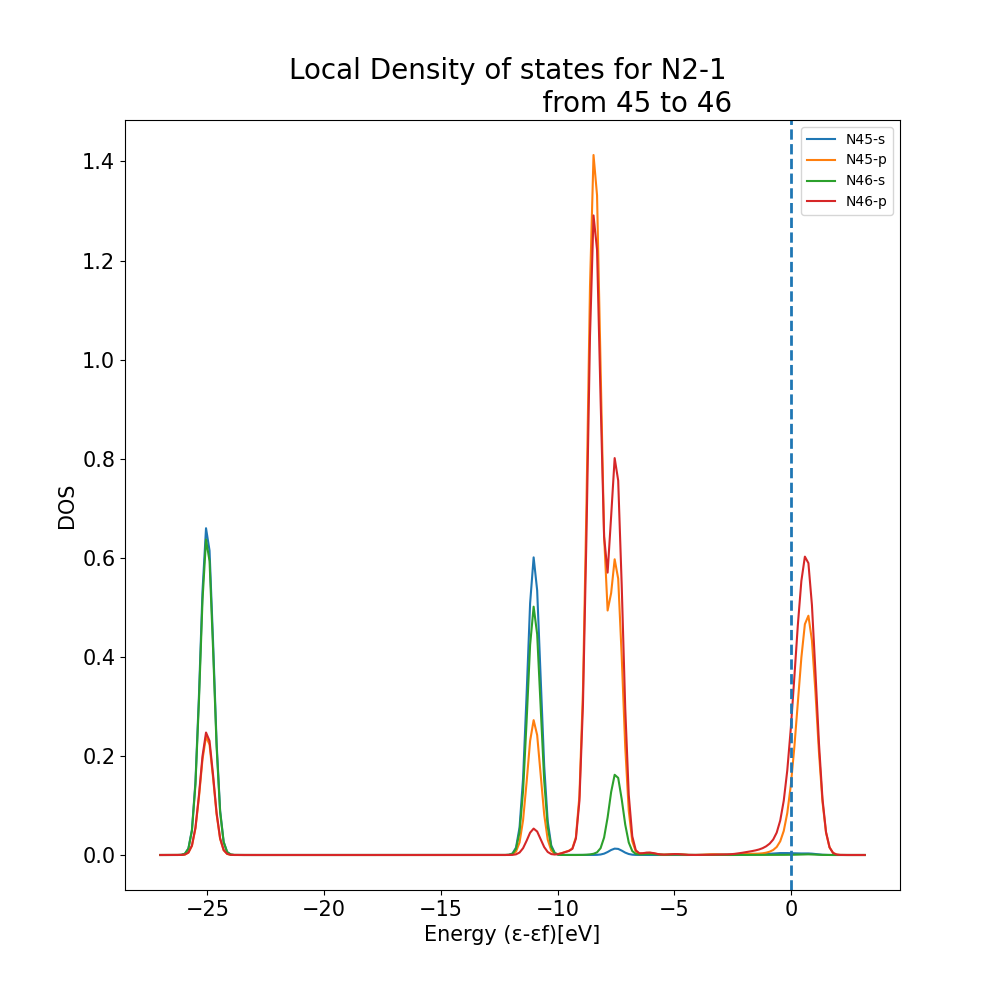 Local Density of states for N2-1
from 45 to 46
N45-s
N45-p
N46-s
N46-p
DOS
1.4
1.2
1.0
0.8
0.6
0.4
0.2
0.0
−25
−20
−15
−10
−5
0
Energy (ε-εf)[eV]